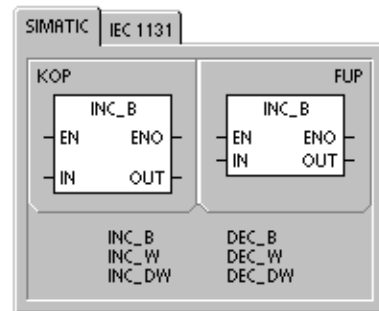 SIMATIC IEC 1131
KOP FUP
INC_B INC_B
EN ENO EN ENO
IN OUT IN OUT
INC_B DEC_B
INC_W DEC_W
INC_DW DEC_DW